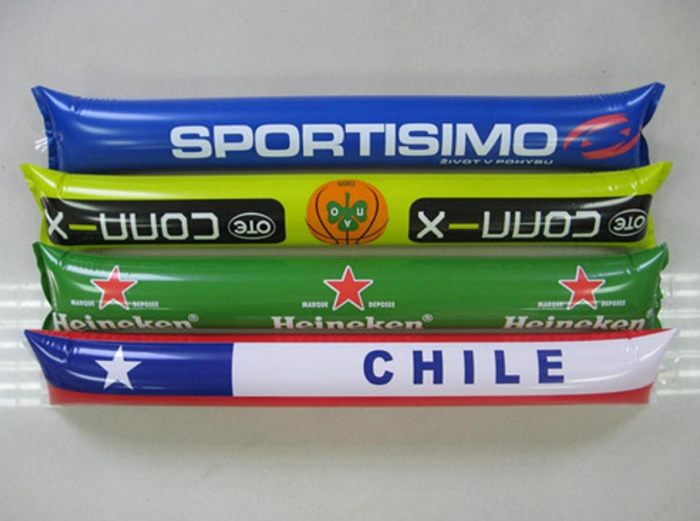 SPORTISIMO
ŽIVOT V POHYBU
OTE CONN-X
Π Α Ο
OTE CONN-X
MARQUE DEPOSEE
Heineken®
MARQUE DEPOSEE
Heineken®
MARQUE DEPOSEE
Heineken®
CHILE